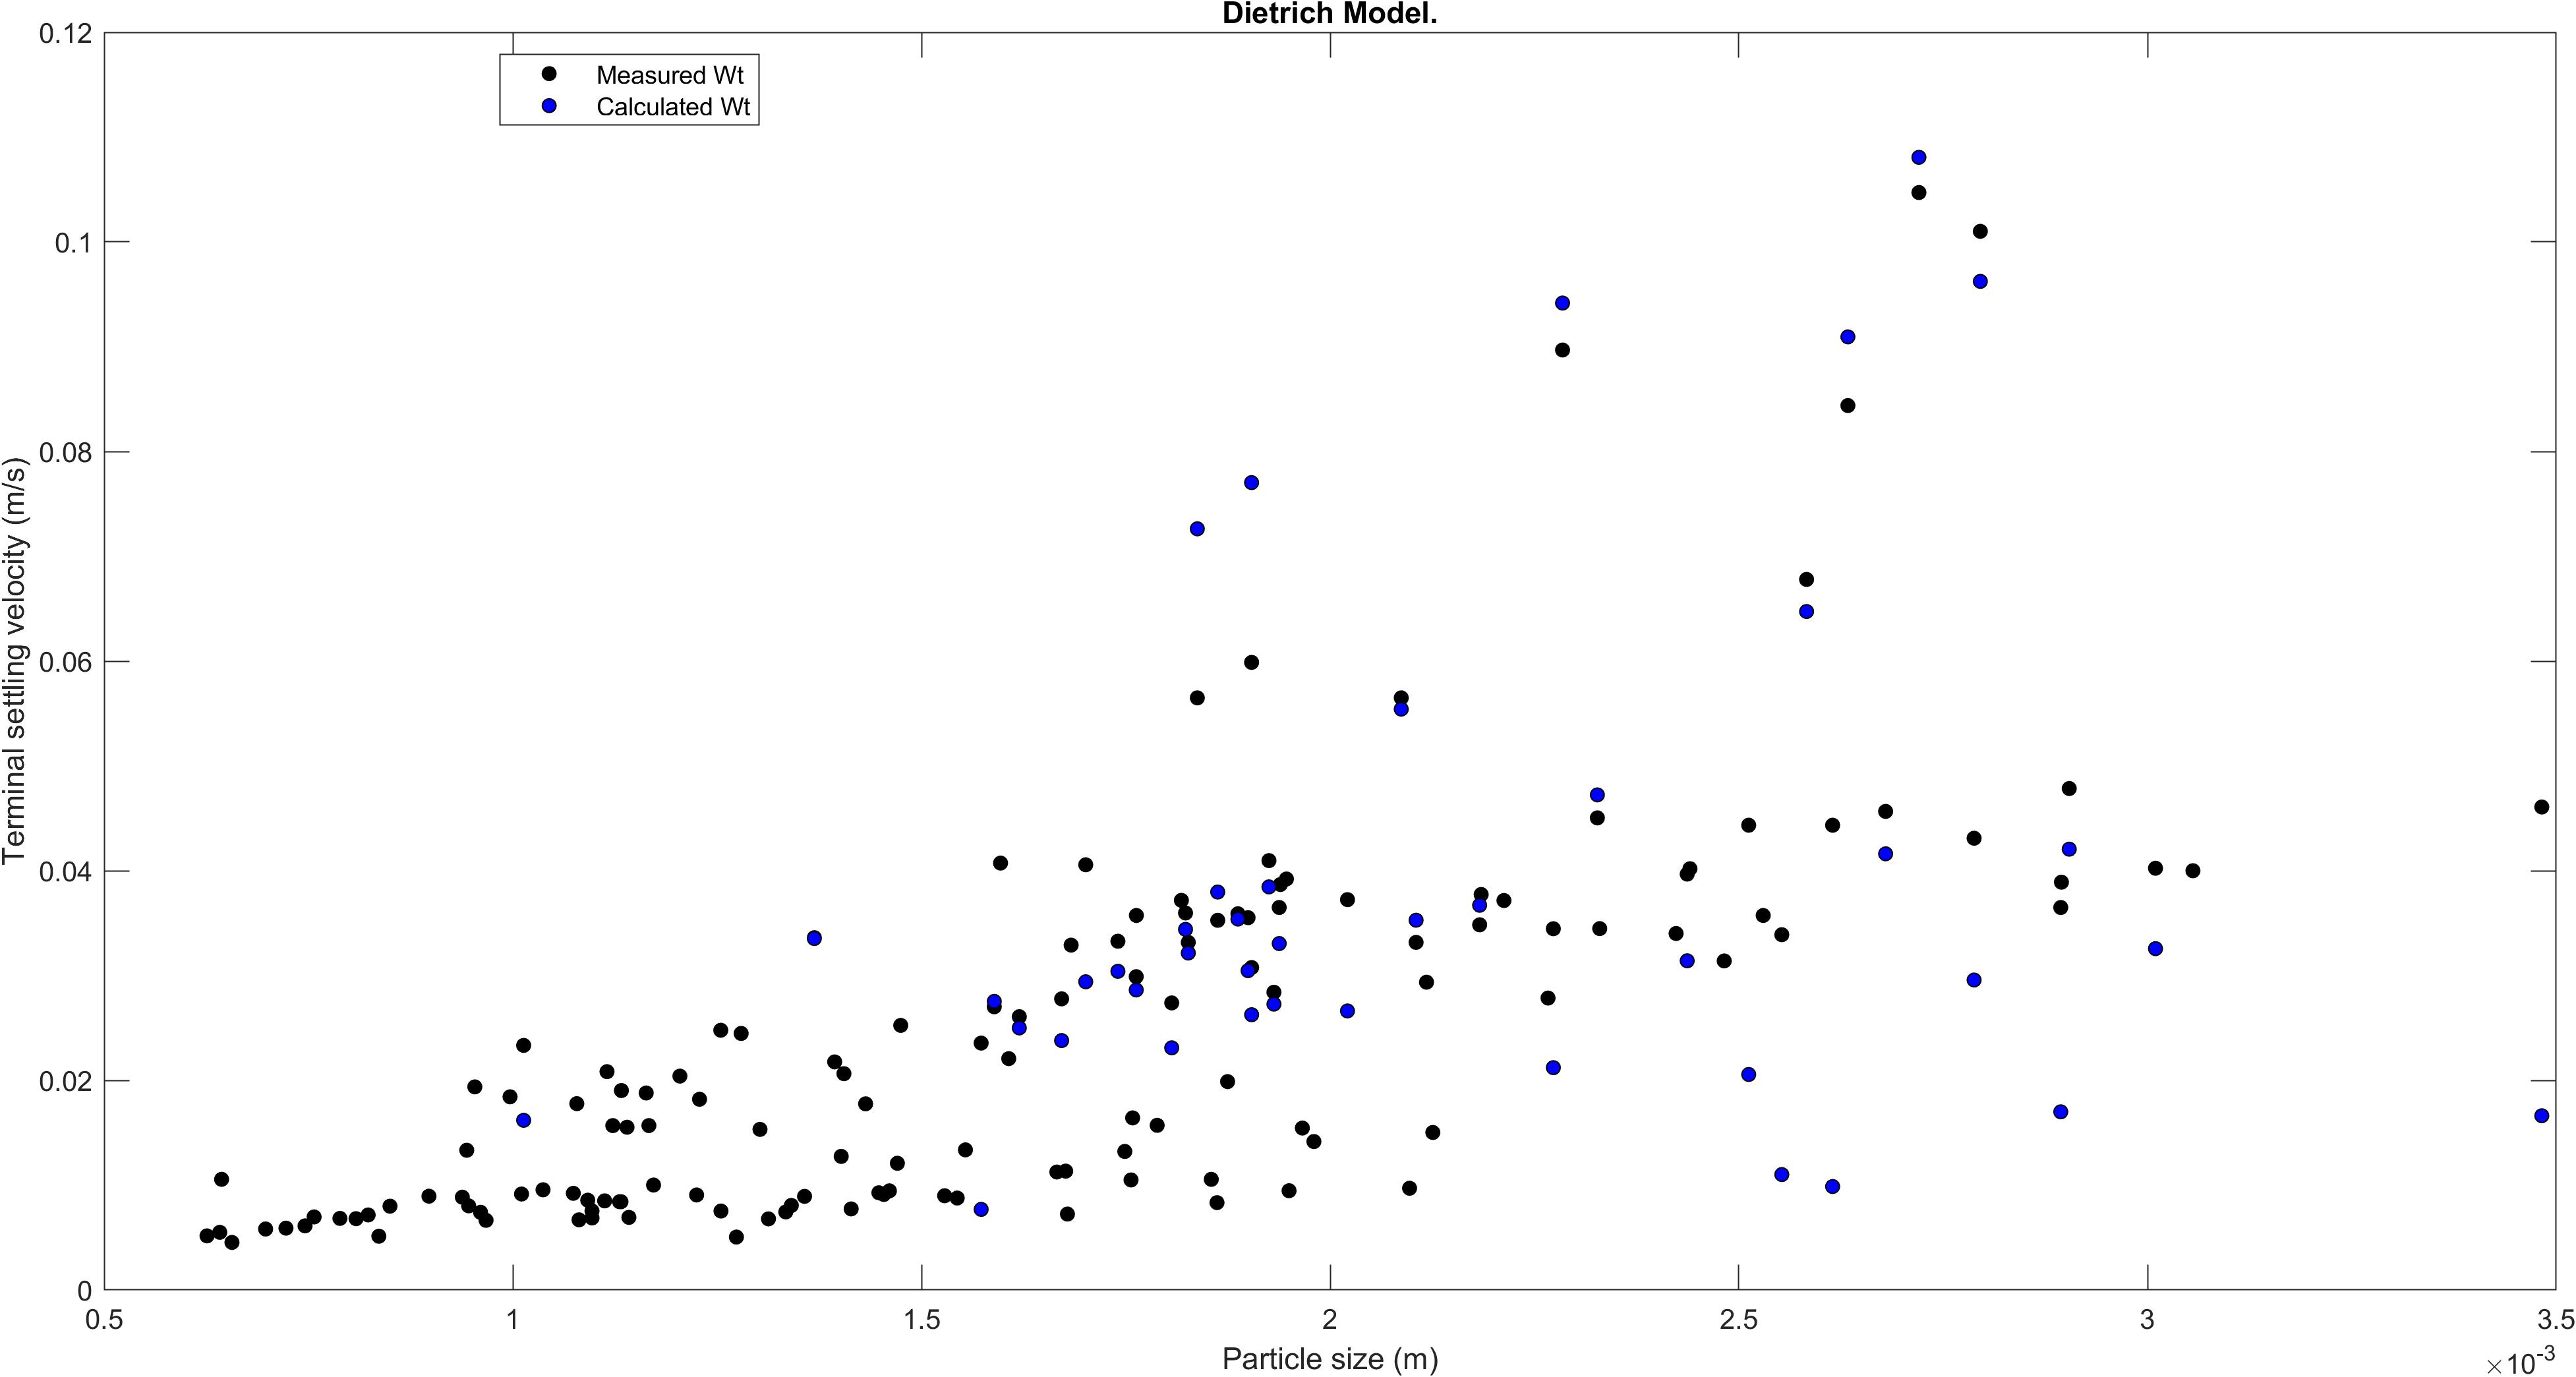 Dietrich Model.
0.12
0.1
0.08
0.06
0.04
0.02
0
Terminal settling velocity (m/s)
Measured Wt
Calculated Wt
0.5 1 1.5 2 2.5 3 3.5
Particle size (m)
×10-3